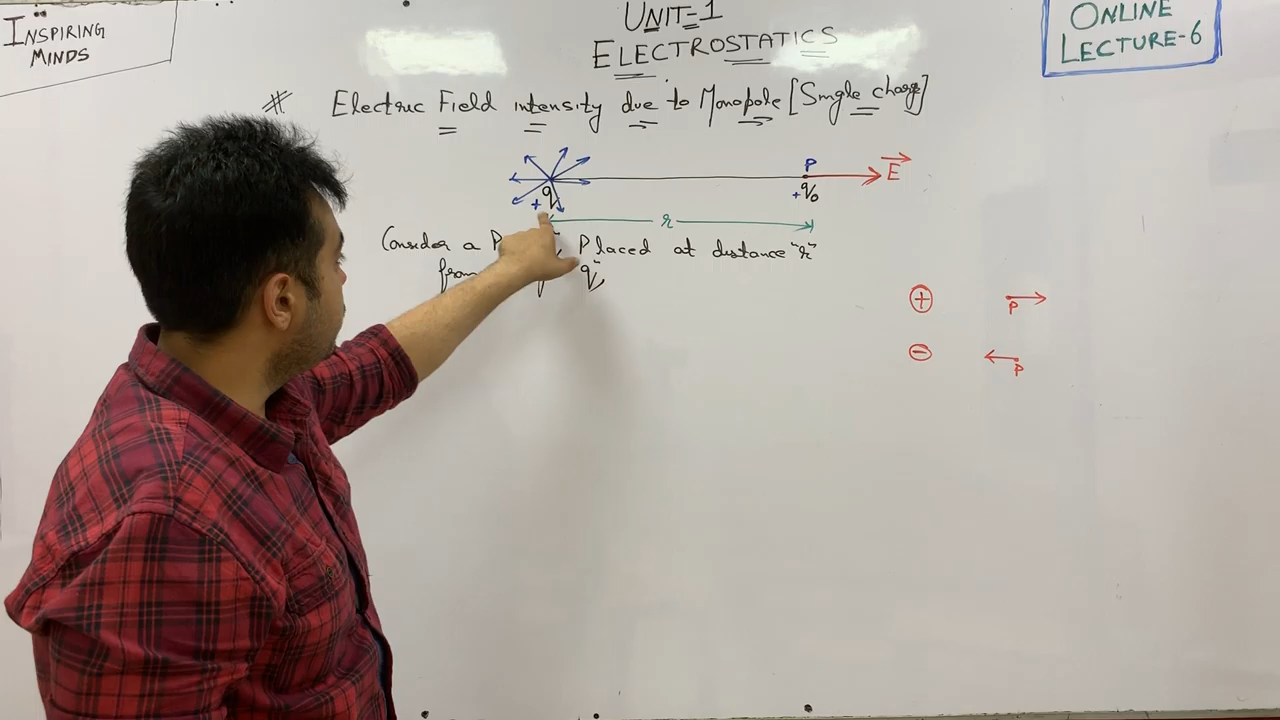 INSPIRING
MINDS
UNIT-1
ELECTROSTATICS
ONLINE
LECTURE-6
# Electric Field intensity due to Monopole [Single charge]
P
E
+q
+q₀
r
Consider a P Placed at distance "r"
from q
+ P
- P